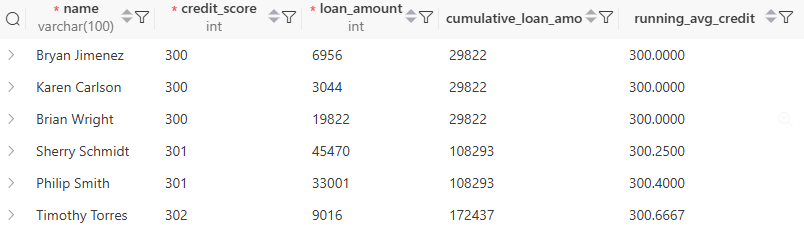 * name * credit_score * loan_amount cumulative_loan_amo running_avg_credit
varchar(100) int int
Bryan Jimenez 300 6956 29822 300.0000
Karen Carlson 300 3044 29822 300.0000
Brian Wright 300 19822 29822 300.0000
Sherry Schmidt 301 45470 108293 300.2500
Philip Smith 301 33001 108293 300.4000
Timothy Torres 302 9016 172437 300.6667